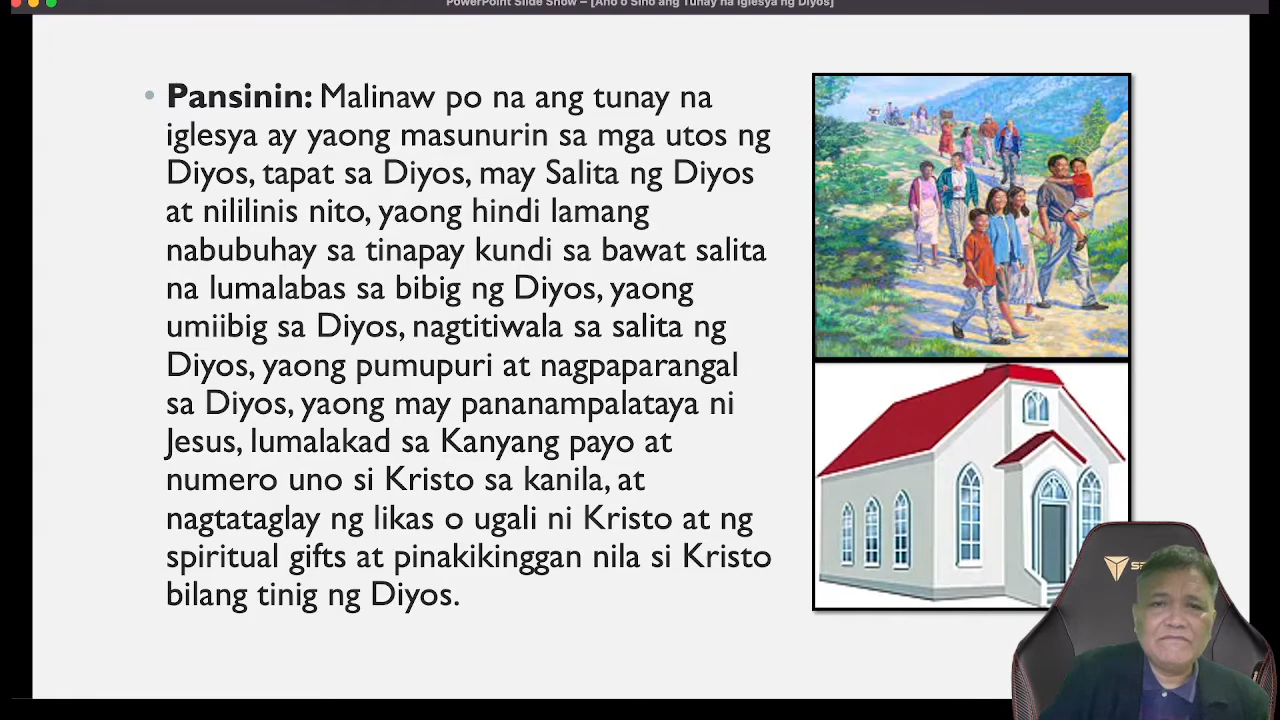 PowerPoint Slide Show – [Ano o Sino ang Tunay na Iglesya ng Diyos]
• Pansinin: Malinaw po na ang tunay na
iglesya ay yaong masunurin sa mga utos ng
Diyos, tapat sa Diyos, may Salita ng Diyos
at nililinis nito, yaong hindi lamang
nabubuhay sa tinapay kundi sa bawat salita
na lumalabas sa bibig ng Diyos, yaong
umiibig sa Diyos, nagtitiwala sa salita ng
Diyos, yaong pumupuri at nagpaparangal
sa Diyos, yaong may pananampalataya ni
Jesus, lumalakad sa Kanyang payo at
numero uno si Kristo sa kanila, at
nagtataglay ng likas o ugali ni Kristo at ng
spiritual gifts at pinakikinggan nila si Kristo
bilang tinig ng Diyos.